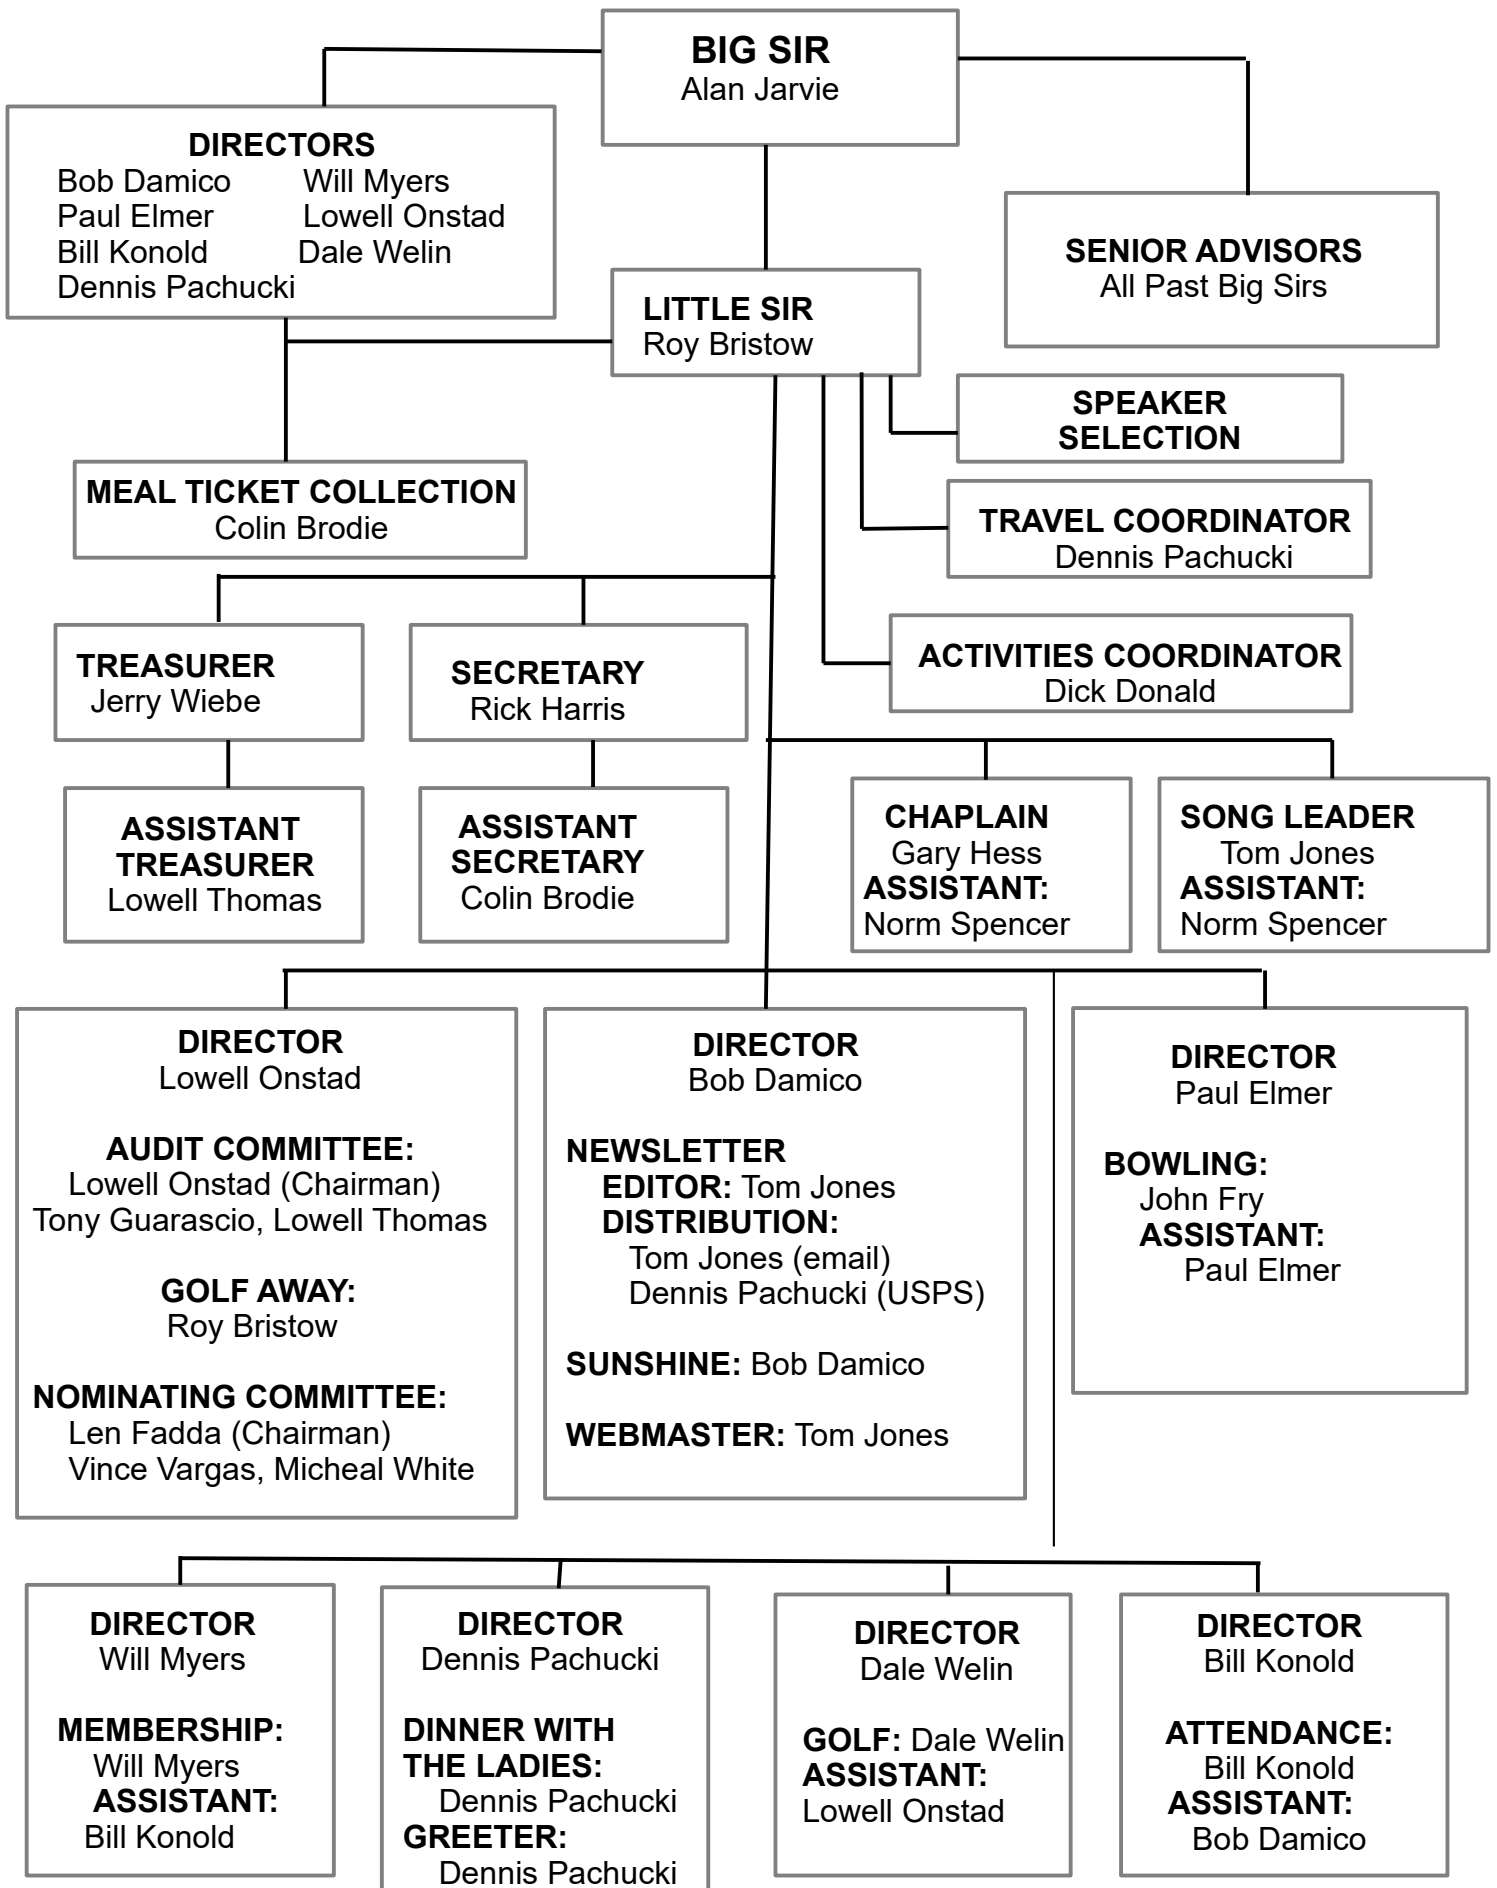 BIG SIR
Alan Jarvie
DIRECTORS
Bob Damico Will Myers
Paul Elmer Lowell Onstad
Bill Konold Dale Welin
Dennis Pachucki
SENIOR ADVISORS
All Past Big Sirs
LITTLE SIR
Roy Bristow
SPEAKER
SELECTION
MEAL TICKET COLLECTION
Colin Brodie
TRAVEL COORDINATOR
Dennis Pachucki
TREASURER
Jerry Wiebe
SECRETARY
Rick Harris
ACTIVITIES COORDINATOR
Dick Donald
ASSISTANT
TREASURER
Lowell Thomas
ASSISTANT
SECRETARY
Colin Brodie
CHAPLAIN
Gary Hess
ASSISTANT:
Norm Spencer
SONG LEADER
Tom Jones
ASSISTANT:
Norm Spencer
DIRECTOR
Lowell Onstad
AUDIT COMMITTEE:
Lowell Onstad (Chairman)
Tony Guarascio, Lowell Thomas
GOLF AWAY:
Roy Bristow
NOMINATING COMMITTEE:
Len Fadda (Chairman)
Vince Vargas, Micheal White
DIRECTOR
Bob Damico
NEWSLETTER
EDITOR: Tom Jones
DISTRIBUTION:
Tom Jones (email)
Dennis Pachucki (USPS)
SUNSHINE: Bob Damico
WEBMASTER: Tom Jones
DIRECTOR
Paul Elmer
BOWLING:
John Fry
ASSISTANT:
Paul Elmer
DIRECTOR
Will Myers
MEMBERSHIP:
Will Myers
ASSISTANT:
Bill Konold
DIRECTOR
Dennis Pachucki
DINNER WITH
THE LADIES:
Dennis Pachucki
GREETER:
Dennis Pachucki
DIRECTOR
Dale Welin
GOLF: Dale Welin
ASSISTANT:
Lowell Onstad
DIRECTOR
Bill Konold
ATTENDANCE:
Bill Konold
ASSISTANT:
Bob Damico